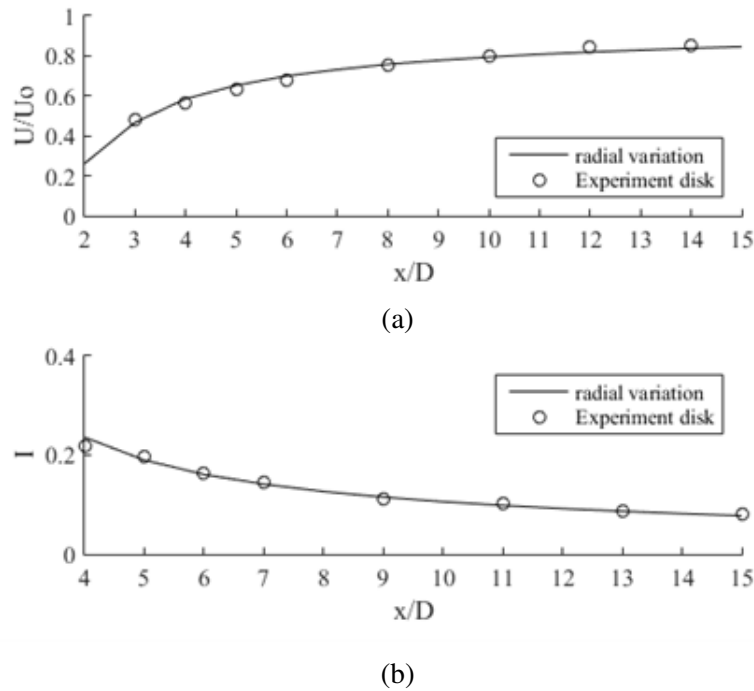 1
0.8
0.6
0.4
0.2
0
U/Uo
radial variation
Experiment disk
2 3 4 5 6 7 8 9 10 11 12 13 14 15
x/D
(a)
0.4
0.2
0
I
radial variation
Experiment disk
4 5 6 7 8 9 10 11 12 13 14 15
x/D
(b)